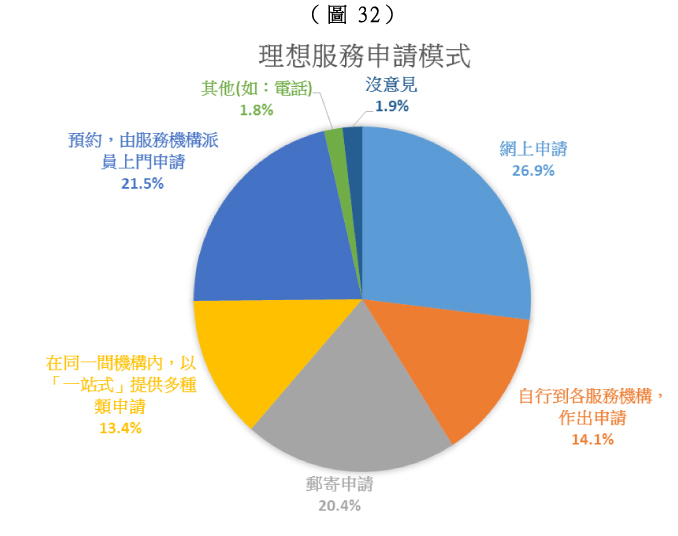 （圖 32）
理想服務申請模式
其他(如：電話)
1.8%
沒意見
1.9%
預約，由服務機構派
員上門申請
21.5%
網上申請
26.9%
在同一間機構內，以
「一站式」提供多種
類申請
13.4%
自行到各服務機構，
作出申請
14.1%
郵寄申請
20.4%